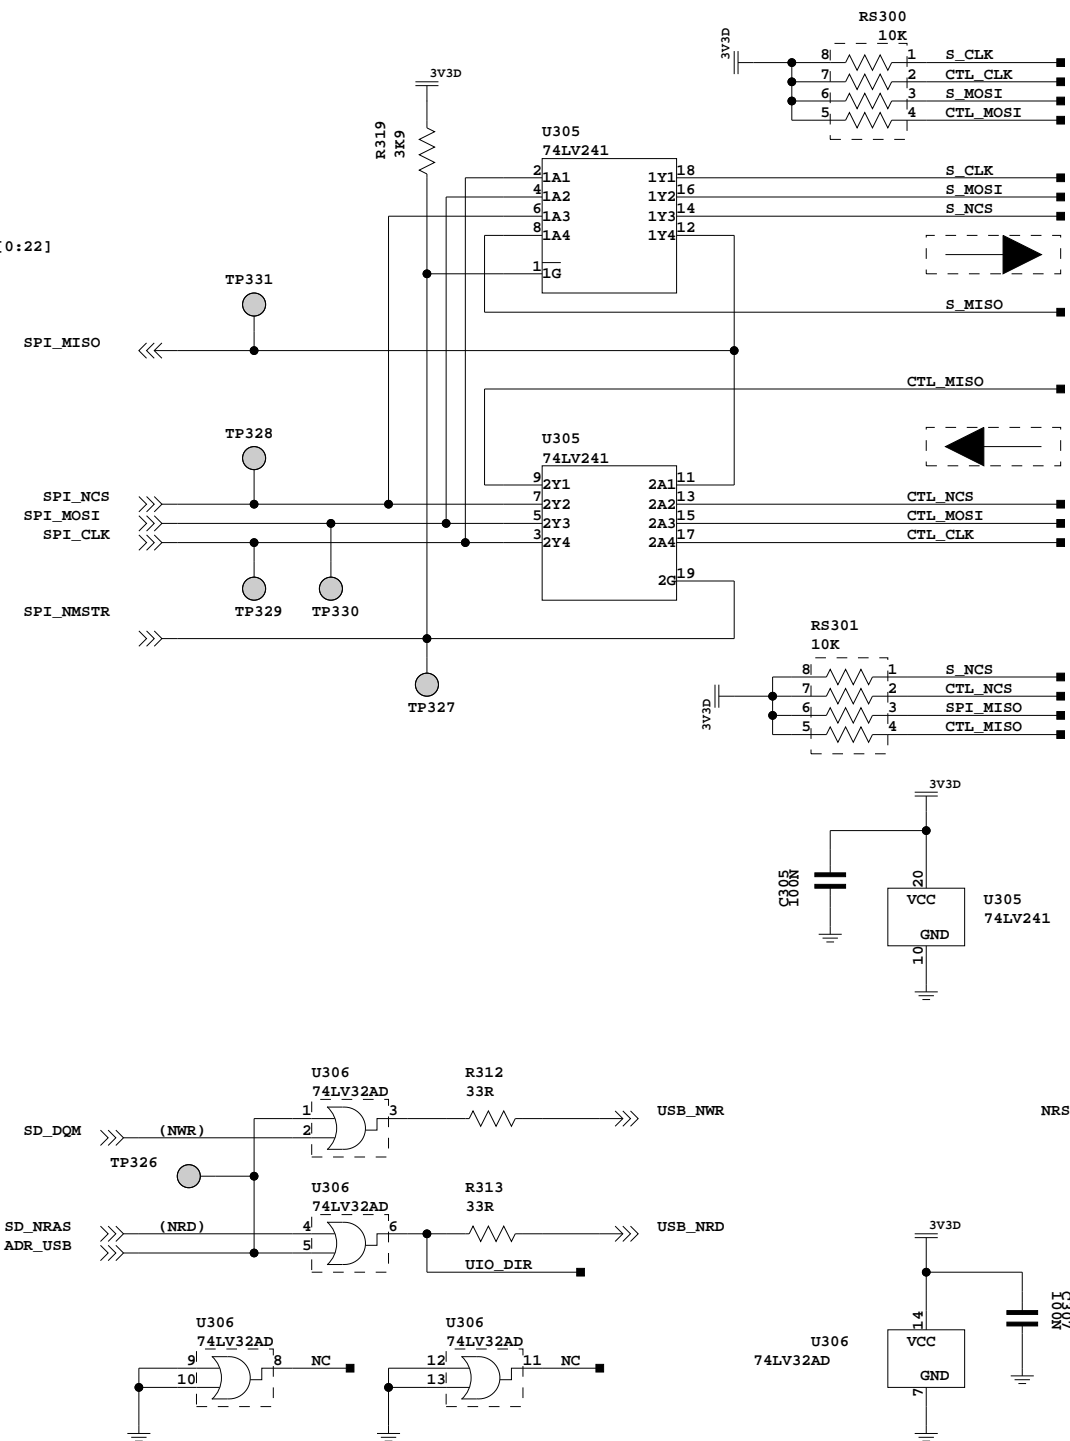 RS300
10K
3V3D
8 1 S_CLK
7 2 CTL_CLK
6 3 S_MOSI
5 4 CTL_MOSI
3V3D
R319
3K9
U305
74LV241
2 1A1 1Y1 18 S_CLK
4 1A2 1Y2 16 S_MOSI
6 1A3 1Y3 14 S_NCS
8 1A4 1Y4 12
1 1G
[0:22]
TP331
S_MISO
SPI_MISO
CTL_MISO
TP328
U305
74LV241
9 2Y1 2A1 11
SPI_NCS 7 2Y2 2A2 13 CTL_NCS
SPI_MOSI 5 2Y3 2A3 15 CTL_MOSI
SPI_CLK 3 2Y4 2A4 17 CTL_CLK
2G 19
TP329 TP330
SPI_NMSTR
TP327
RS301
10K
3V3D
8 1 S_NCS
7 2 CTL_NCS
6 3 SPI_MISO
5 4 CTL_MISO
3V3D
C305
100N
20
VCC
GND
10
U305
74LV241
U306
74LV32AD
R312
33R
1 3
2
SD_DQM (NWR)
USB_NWR
NRS
TP326
U306
74LV32AD
R313
33R
SD_NRAS (NRD) 4 6 USB_NRD
ADR_USB 5
UIO_DIR
U306
74LV32AD
9 8 NC
10
U306
74LV32AD
12 11 NC
13
3V3D
100N
14
VCC
GND
7
U306
74LV32AD